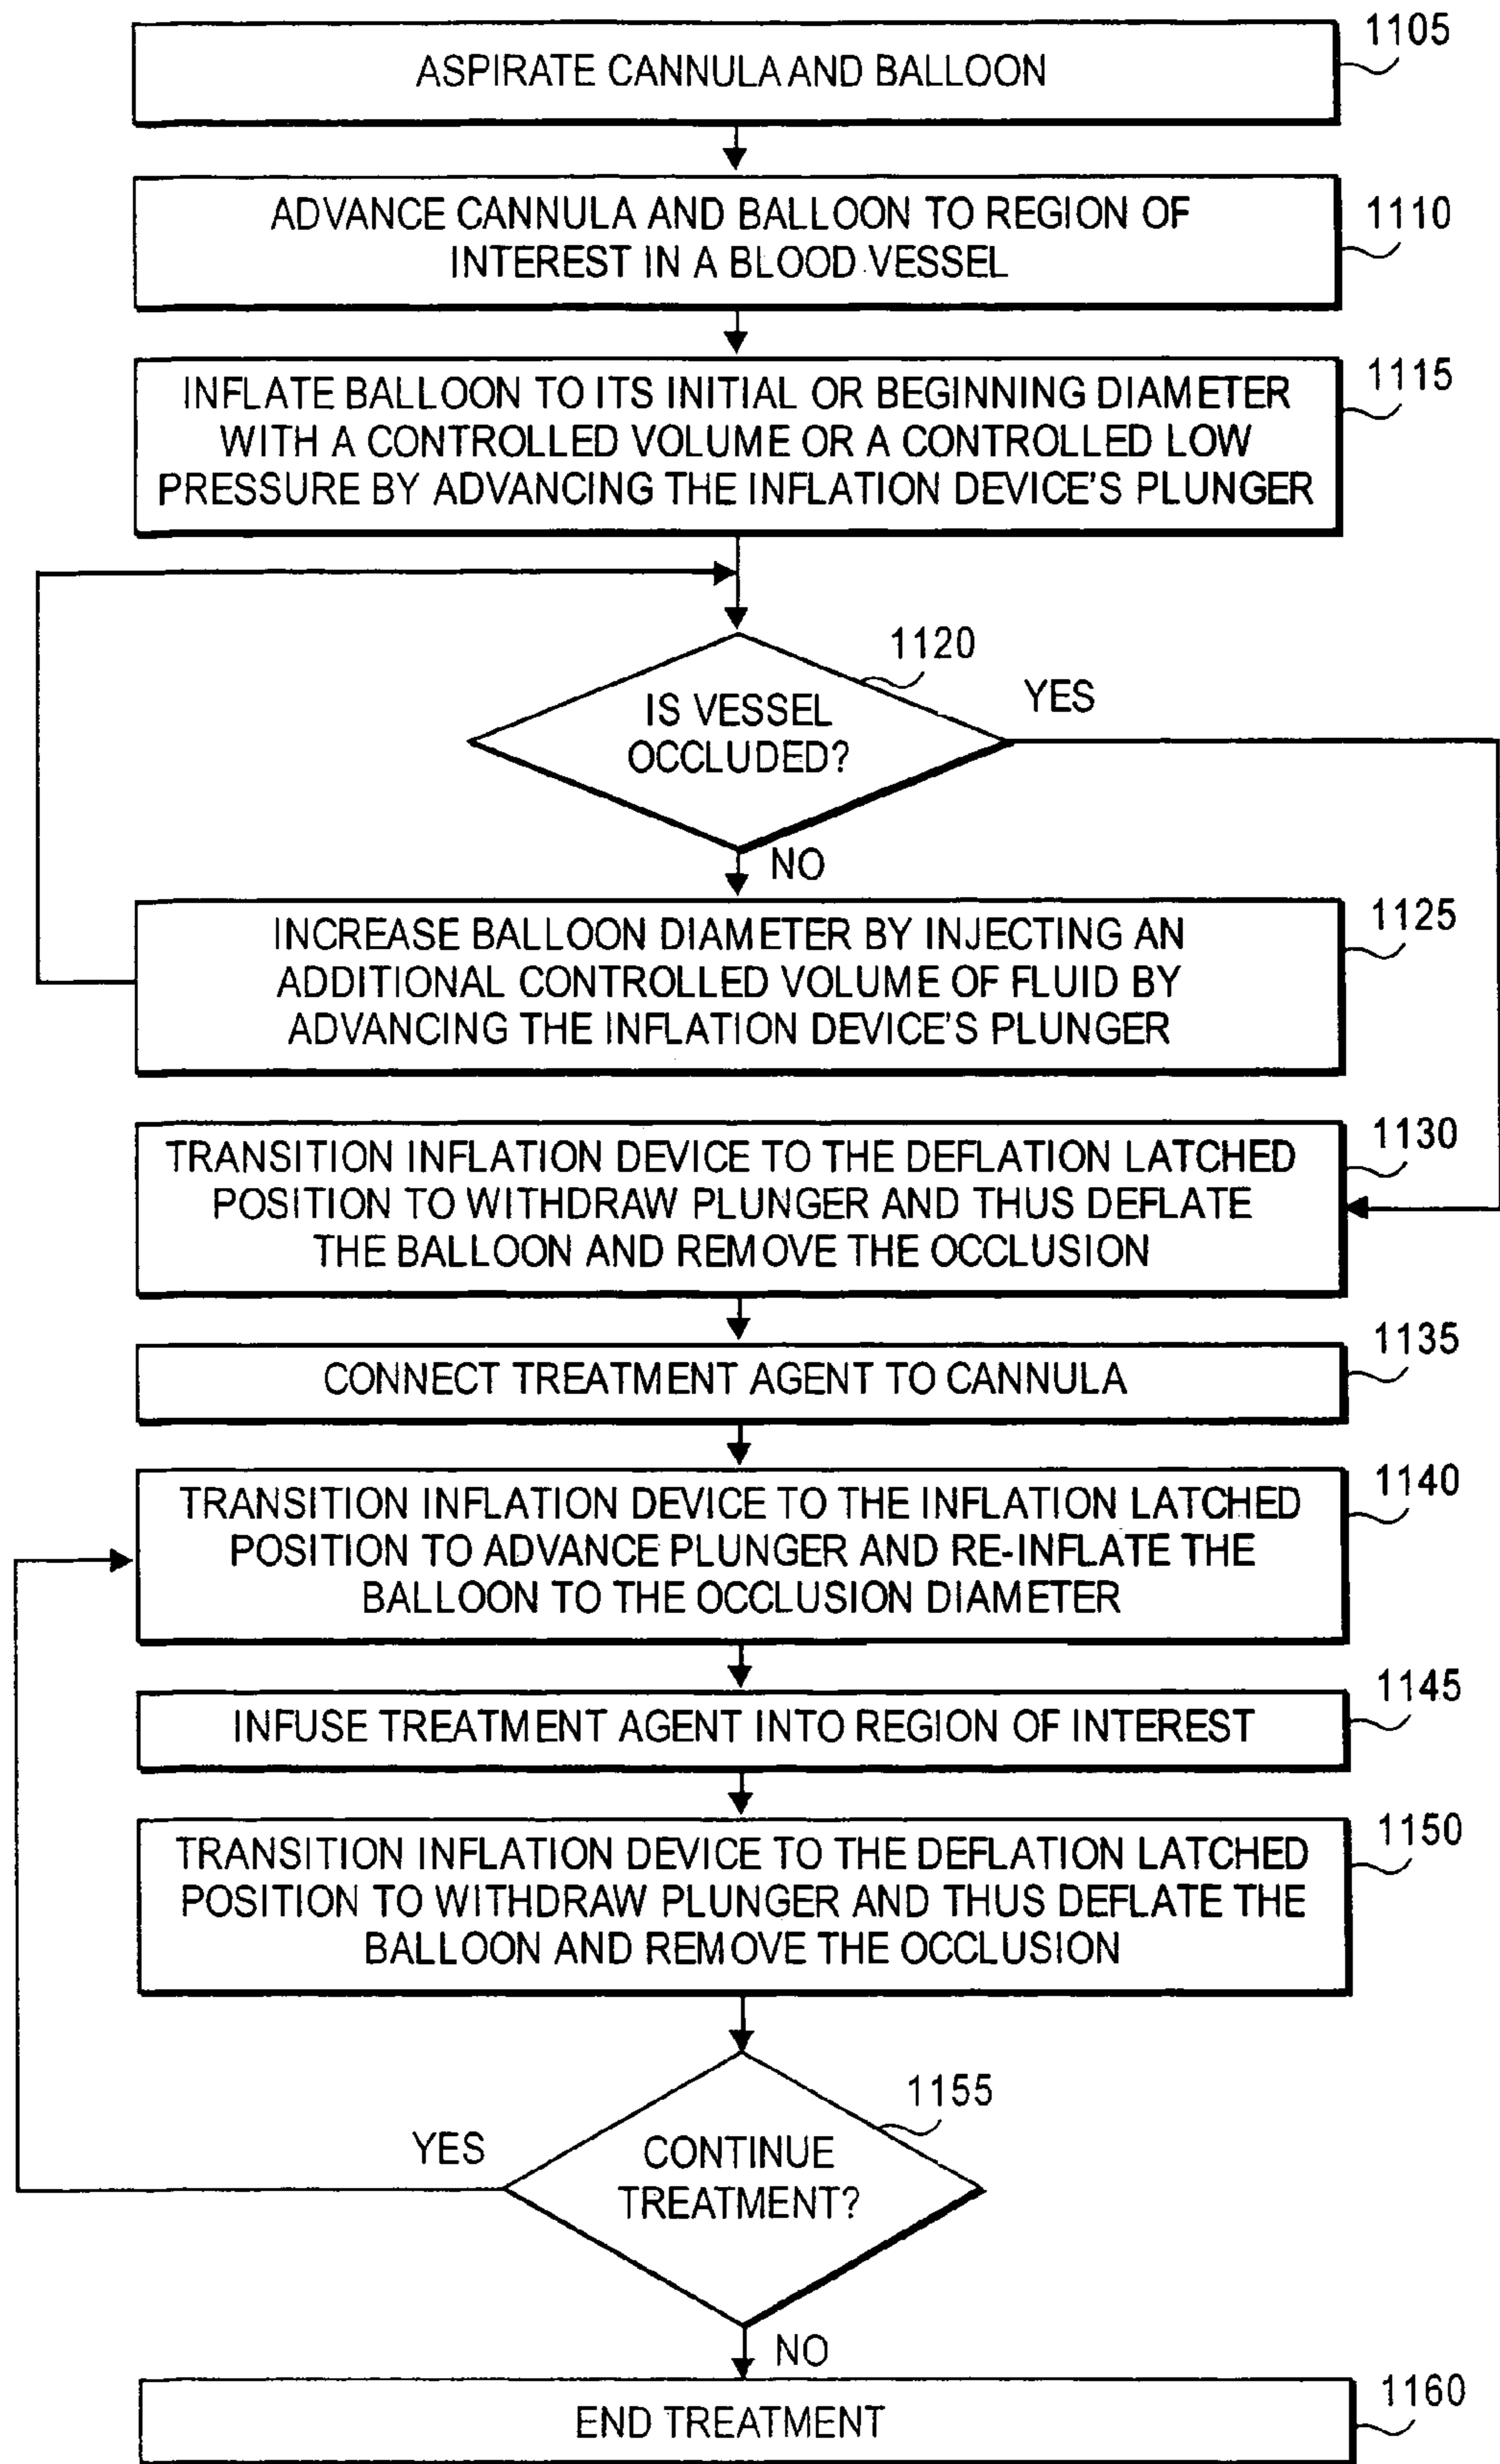 1105
ASPIRATE CANNULA AND BALLOON
1110
ADVANCE CANNULA AND BALLOON TO REGION OF
INTEREST IN A BLOOD VESSEL
1115
INFLATE BALLOON TO ITS INITIAL OR BEGINNING DIAMETER
WITH A CONTROLLED VOLUME OR A CONTROLLED LOW
PRESSURE BY ADVANCING THE INFLATION DEVICE'S PLUNGER
1120
IS VESSEL
OCCLUDED?
YES
NO
1125
INCREASE BALLOON DIAMETER BY INJECTING AN
ADDITIONAL CONTROLLED VOLUME OF FLUID BY
ADVANCING THE INFLATION DEVICE'S PLUNGER
1130
TRANSITION INFLATION DEVICE TO THE DEFLATION LATCHED
POSITION TO WITHDRAW PLUNGER AND THUS DEFLATE
THE BALLOON AND REMOVE THE OCCLUSION
1135
CONNECT TREATMENT AGENT TO CANNULA
1140
TRANSITION INFLATION DEVICE TO THE INFLATION LATCHED
POSITION TO ADVANCE PLUNGER AND RE-INFLATE THE
BALLOON TO THE OCCLUSION DIAMETER
1145
INFUSE TREATMENT AGENT INTO REGION OF INTEREST
1150
TRANSITION INFLATION DEVICE TO THE DEFLATION LATCHED
POSITION TO WITHDRAW PLUNGER AND THUS DEFLATE THE
BALLOON AND REMOVE THE OCCLUSION
1155
YES
CONTINUE
TREATMENT?
NO
1160
END TREATMENT